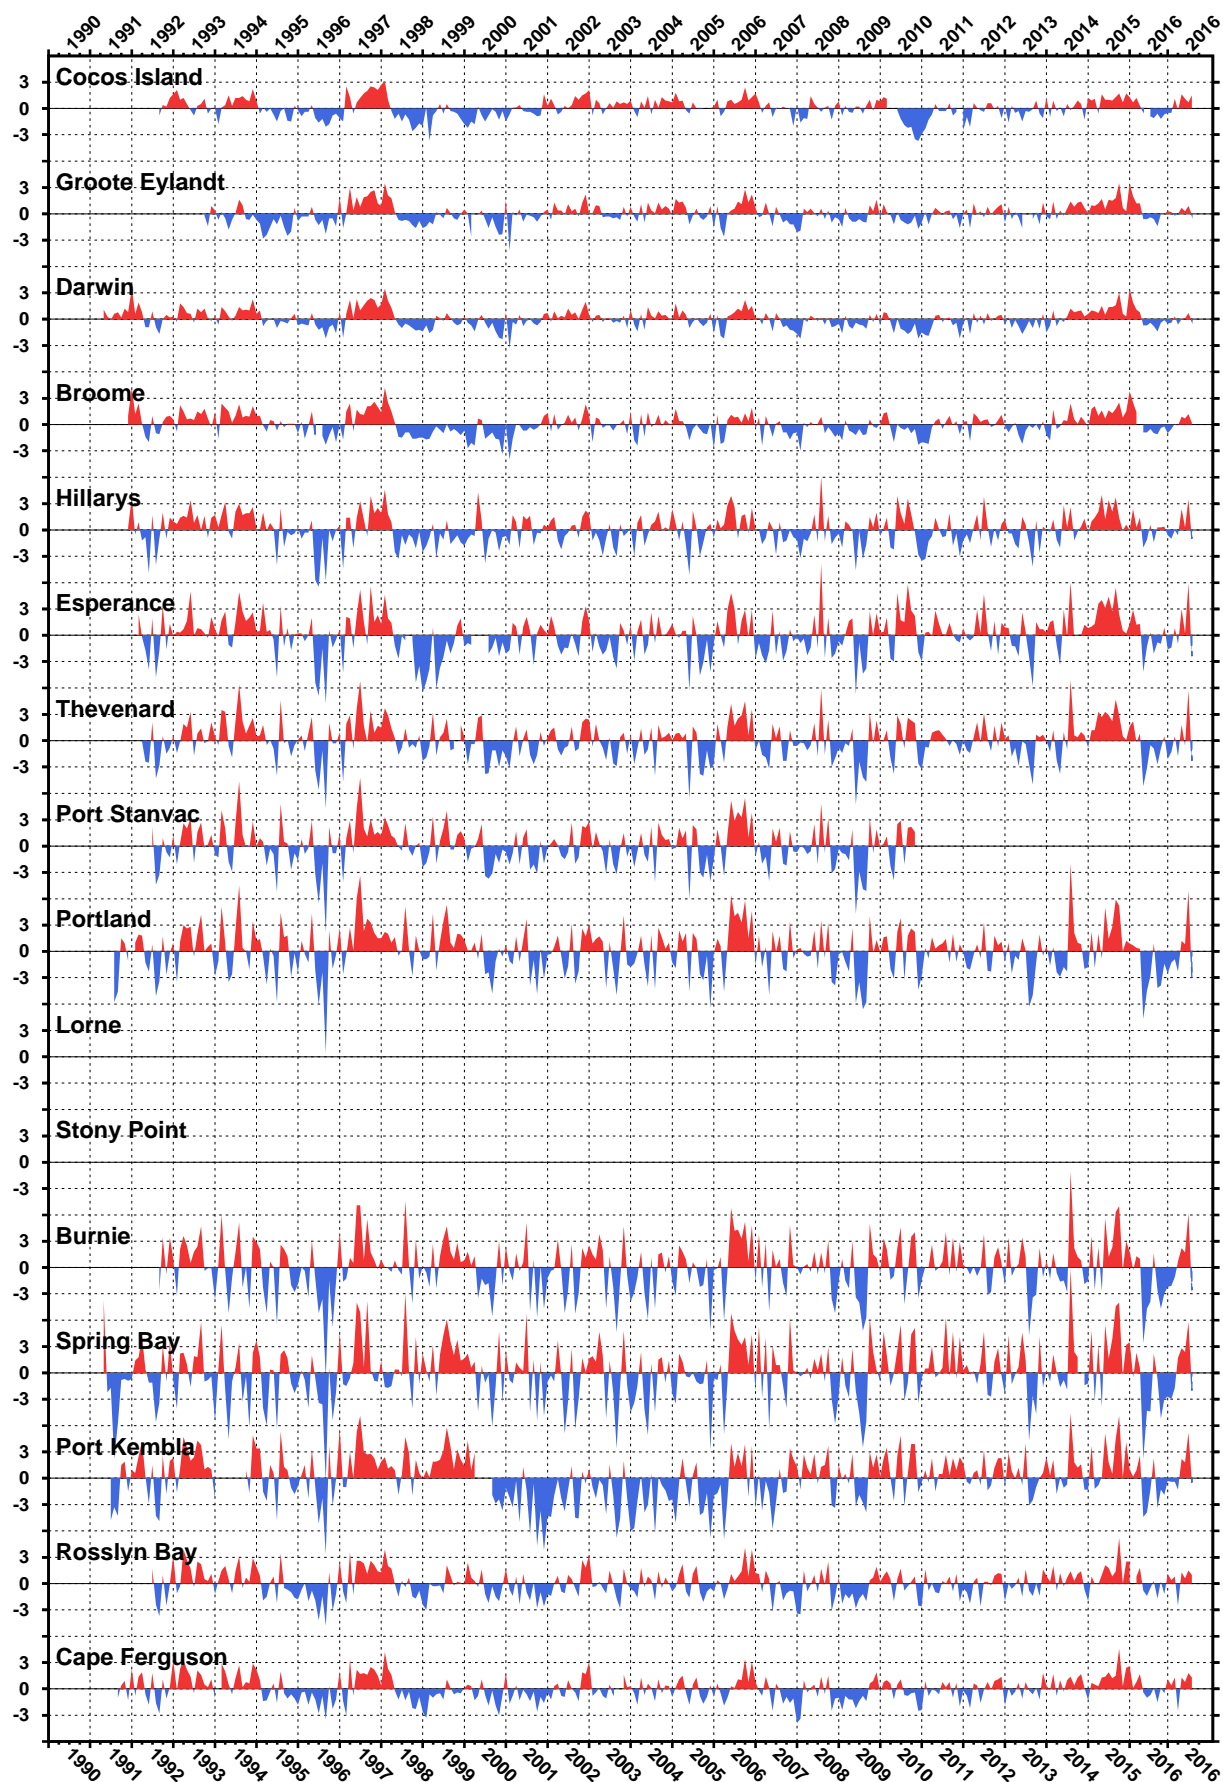 1990 1991 1992 1993 1994 1995 1996 1997 1998 1999 2000 2001 2002 2003 2004 2005 2006 2007 2008 2009 2010 2011 2012 2013 2014 2015 2016 2016
Cocos Island
3
0
-3
Groote Eylandt
3
0
-3
Darwin
3
0
-3
Broome
3
0
-3
Hillarys
3
0
-3
Esperance
3
0
-3
Thevenard
3
0
-3
Port Stanvac
3
0
-3
Portland
3
0
-3
Lorne
3
0
-3
Stony Point
3
0
-3
Burnie
3
0
-3
Spring Bay
3
0
-3
Port Kembla
3
0
-3
Rosslyn Bay
3
0
-3
Cape Ferguson
3
0
-3
1990 1991 1992 1993 1994 1995 1996 1997 1998 1999 2000 2001 2002 2003 2004 2005 2006 2007 2008 2009 2010 2011 2012 2013 2014 2015 2016 2016